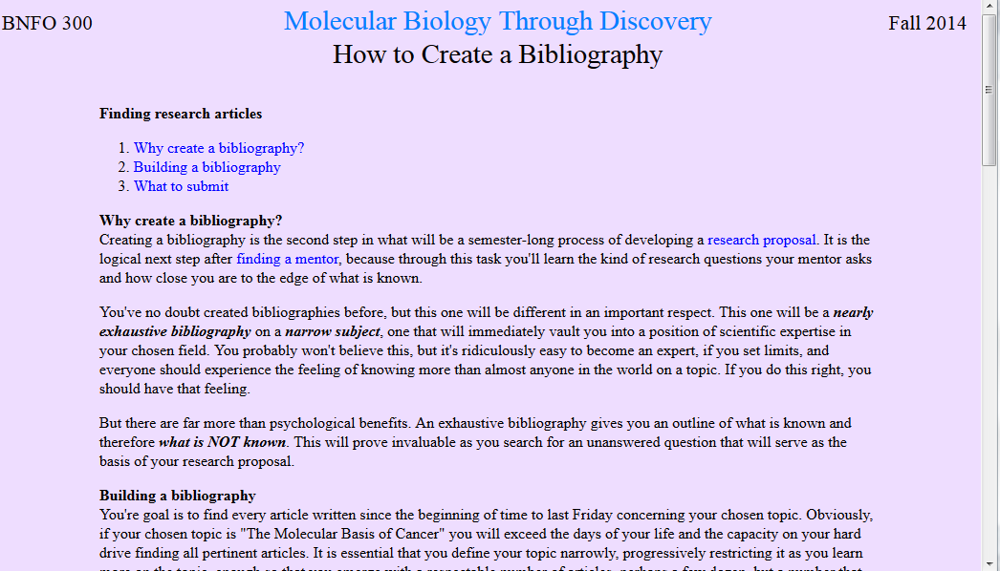 BNFO 300
Molecular Biology Through Discovery
Fall 2014
How to Create a Bibliography
Finding research articles
1. Why create a bibliography?
2. Building a bibliography
3. What to submit
Why create a bibliography?
Creating a bibliography is the second step in what will be a semester-long process of developing a research proposal. It is the
logical next step after finding a mentor, because through this task you'll learn the kind of research questions your mentor asks
and how close you are to the edge of what is known.
You've no doubt created bibliographies before, but this one will be different in an important respect. This one will be a nearly
exhaustive bibliography on a narrow subject, one that will immediately vault you into a position of scientific expertise in
your chosen field. You probably won't believe this, but it's ridiculously easy to become an expert, if you set limits, and
everyone should experience the feeling of knowing more than almost anyone in the world on a topic. If you do this right, you
should have that feeling.
But there are far more than psychological benefits. An exhaustive bibliography gives you an outline of what is known and
therefore what is NOT known. This will prove invaluable as you search for an unanswered question that will serve as the
basis of your research proposal.
Building a bibliography
You're goal is to find every article written since the beginning of time to last Friday concerning your chosen topic. Obviously,
if your chosen topic is "The Molecular Basis of Cancer" you will exceed the days of your life and the capacity on your hard
drive finding all pertinent articles. It is essential that you define your topic narrowly, progressively restricting it as you learn
more on the topic, enough so that you emerge with a respectable number of articles, perhaps a few dozen, but a number that